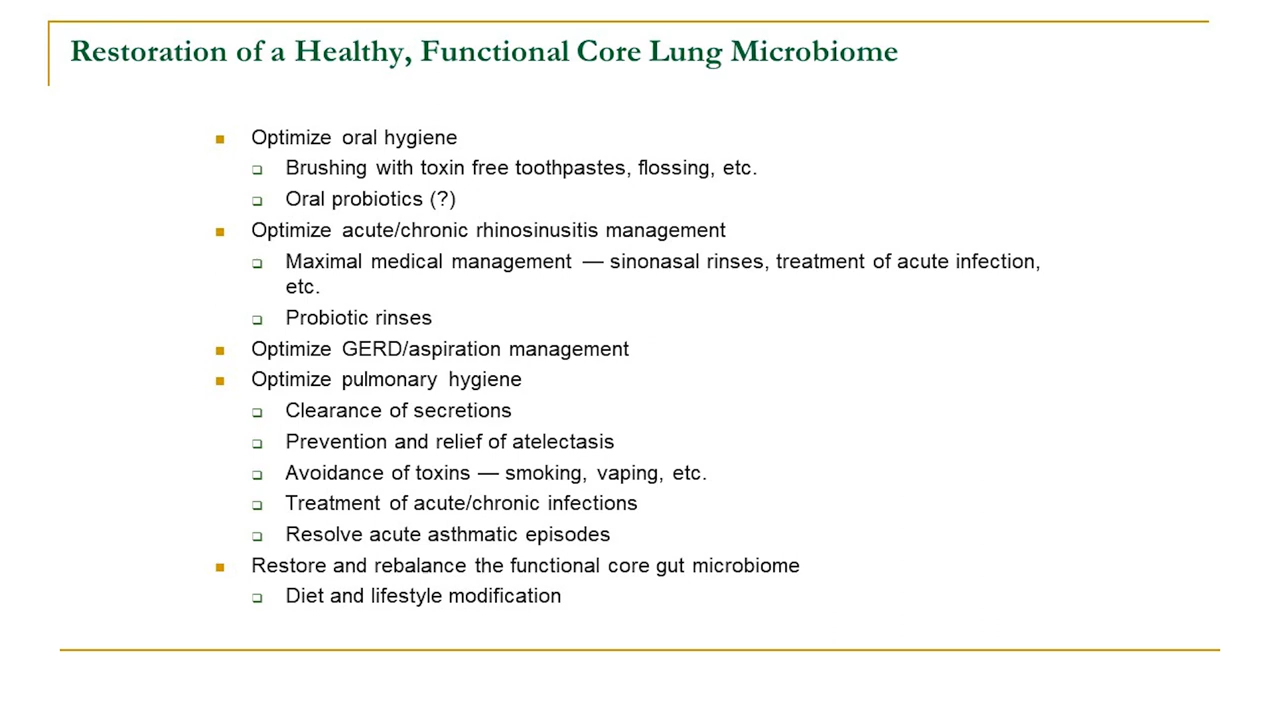 Restoration of a Healthy, Functional Core Lung Microbiome
Optimize oral hygiene
Brushing with toxin free toothpastes, flossing, etc.
Oral probiotics (?)
Optimize acute/chronic rhinosinusitis management
Maximal medical management — sinonasal rinses, treatment of acute infection,
etc.
Probiotic rinses
Optimize GERD/aspiration management
Optimize pulmonary hygiene
Clearance of secretions
Prevention and relief of atelectasis
Avoidance of toxins — smoking, vaping, etc.
Treatment of acute/chronic infections
Resolve acute asthmatic episodes
Restore and rebalance the functional core gut microbiome
Diet and lifestyle modification